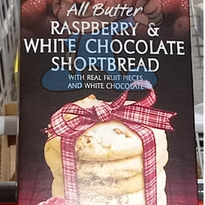 All Butter
RASPBERRY &
WHITE CHOCOLATE
SHORTBREAD
WITH REAL FRUIT PIECES
AND WHITE CHOCOLATE